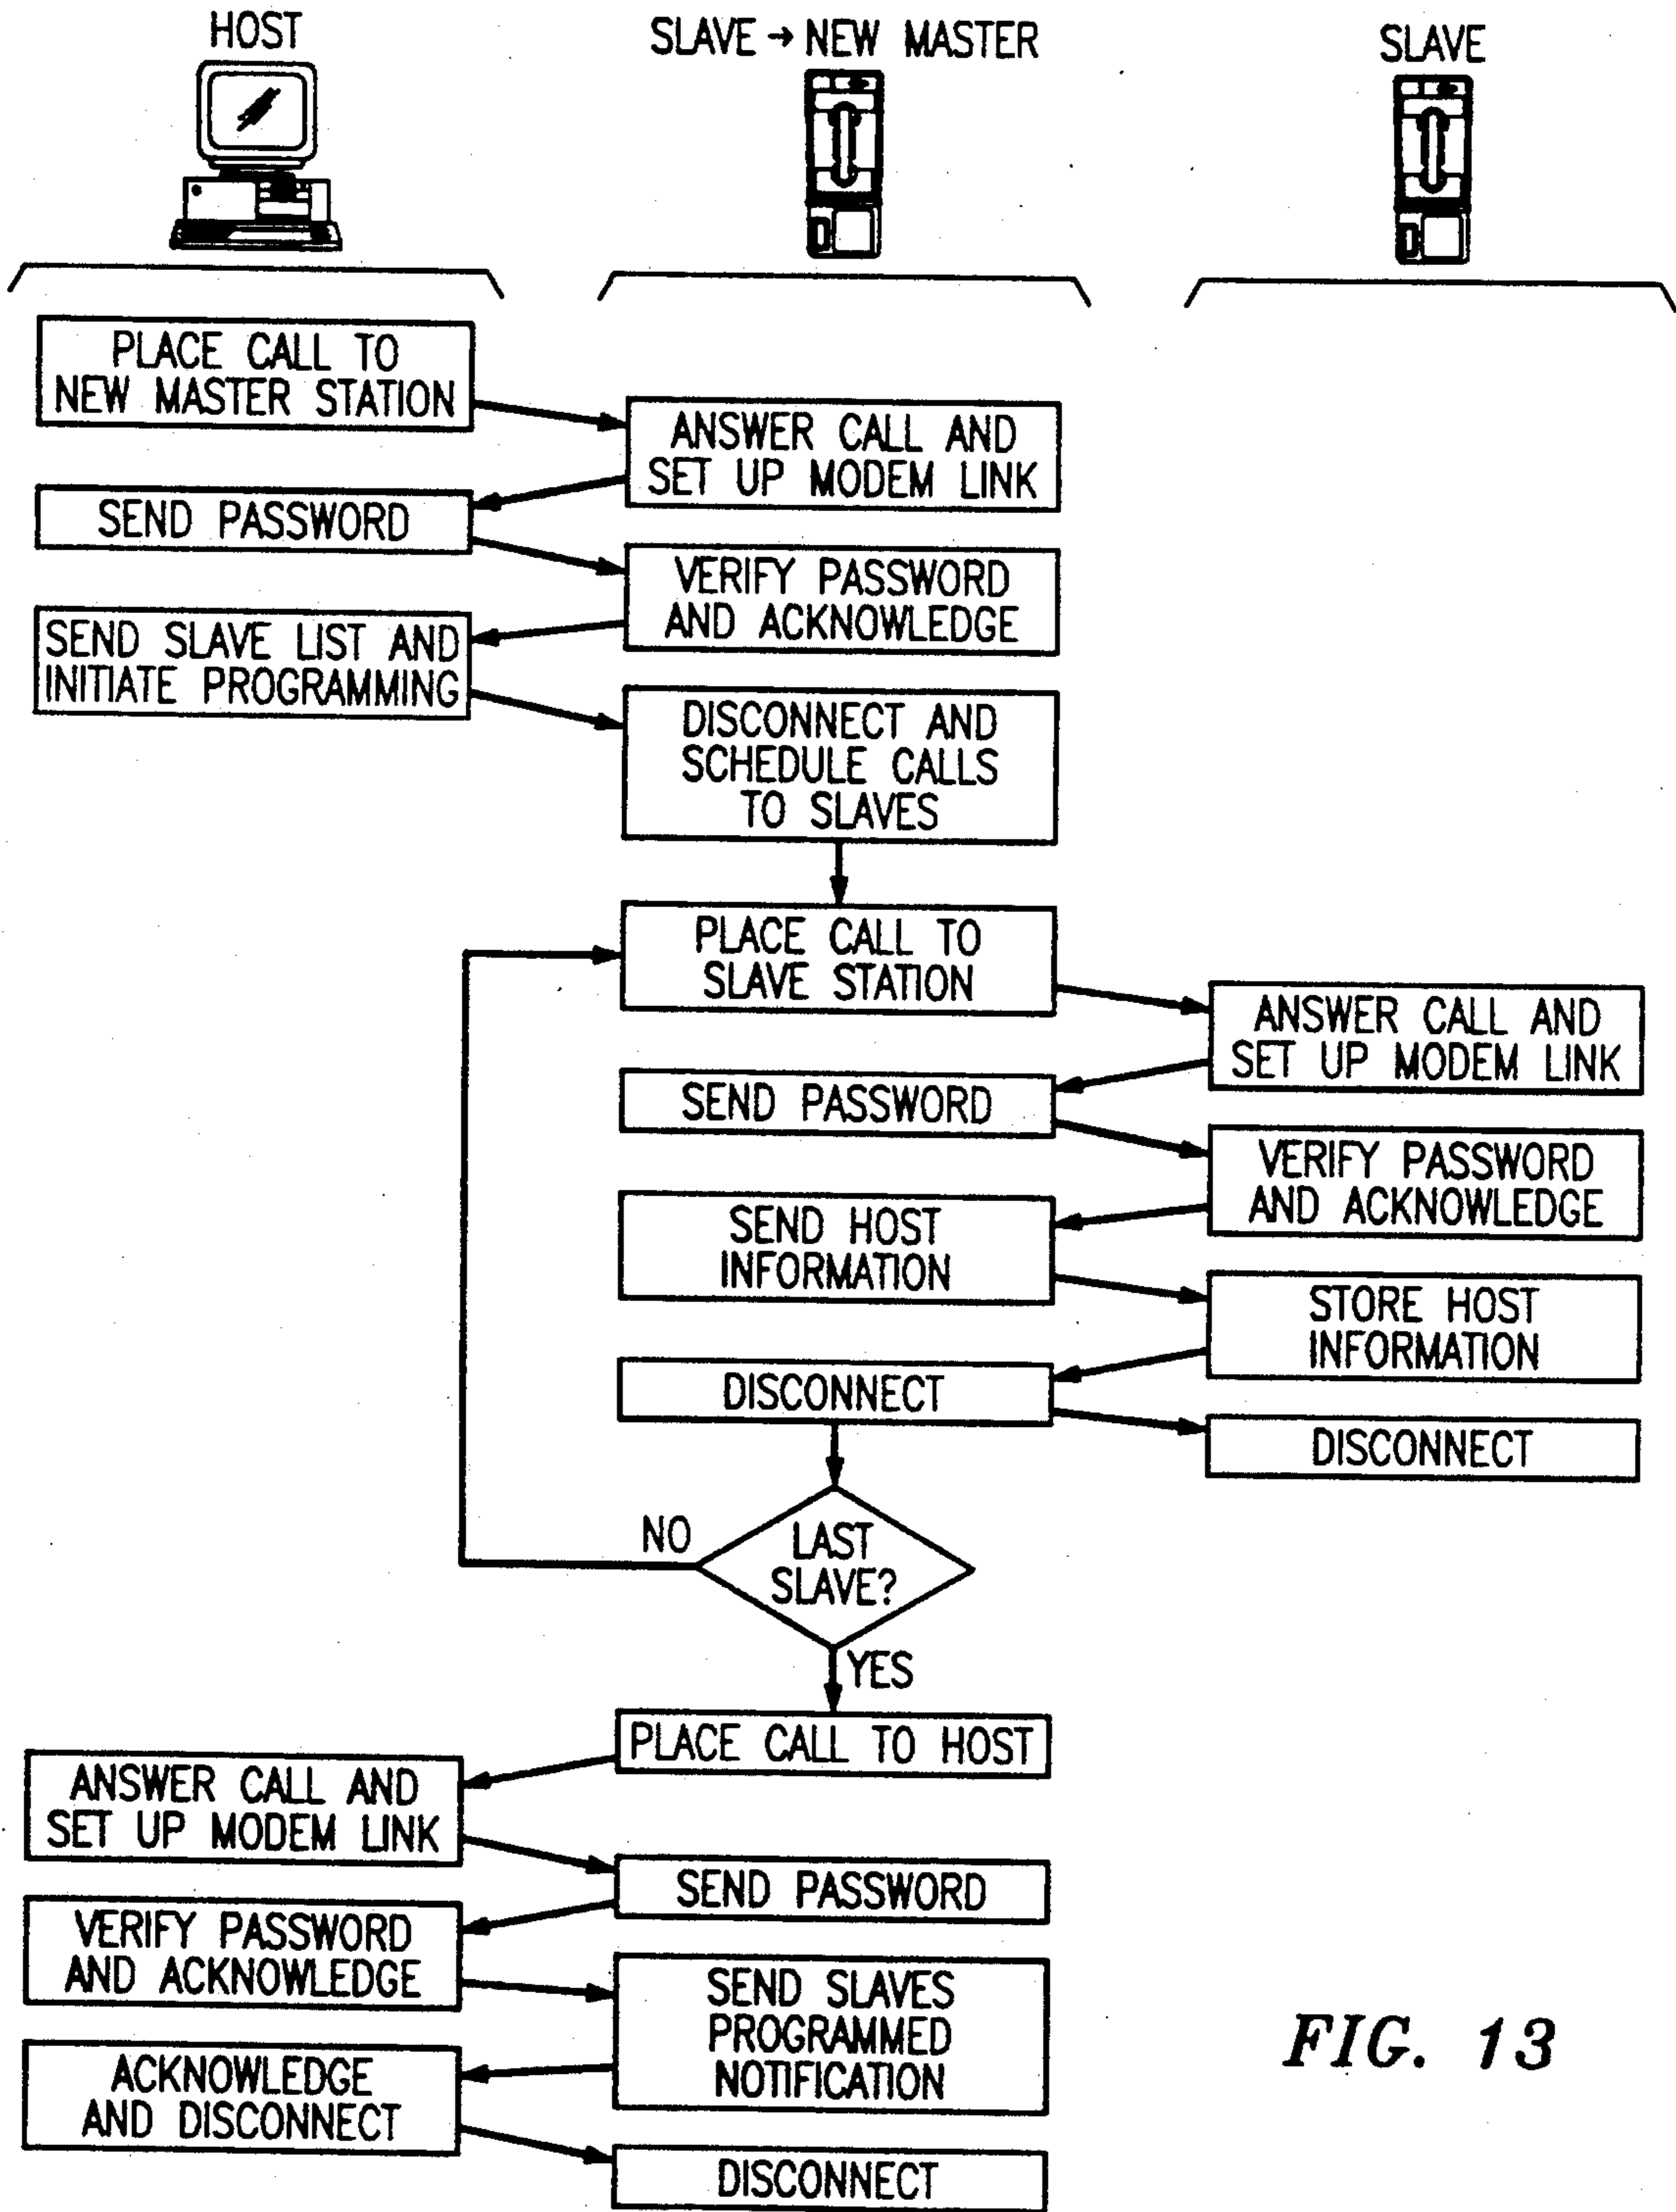 HOST
SLAVE → NEW MASTER
SLAVE
PLACE CALL TO
NEW MASTER STATION
ANSWER CALL AND
SET UP MODEM LINK
SEND PASSWORD
VERIFY PASSWORD
AND ACKNOWLEDGE
SEND SLAVE LIST AND
INITIATE PROGRAMMING
DISCONNECT AND
SCHEDULE CALLS
TO SLAVES
PLACE CALL TO
SLAVE STATION
ANSWER CALL AND
SET UP MODEM LINK
SEND PASSWORD
VERIFY PASSWORD
AND ACKNOWLEDGE
SEND HOST
INFORMATION
STORE HOST
INFORMATION
DISCONNECT
DISCONNECT
LAST
SLAVE?
NO
YES
PLACE CALL TO HOST
ANSWER CALL AND
SET UP MODEM LINK
SEND PASSWORD
VERIFY PASSWORD
AND ACKNOWLEDGE
SEND SLAVES
PROGRAMMED
NOTIFICATION
ACKNOWLEDGE
AND DISCONNECT
DISCONNECT
FIG. 13